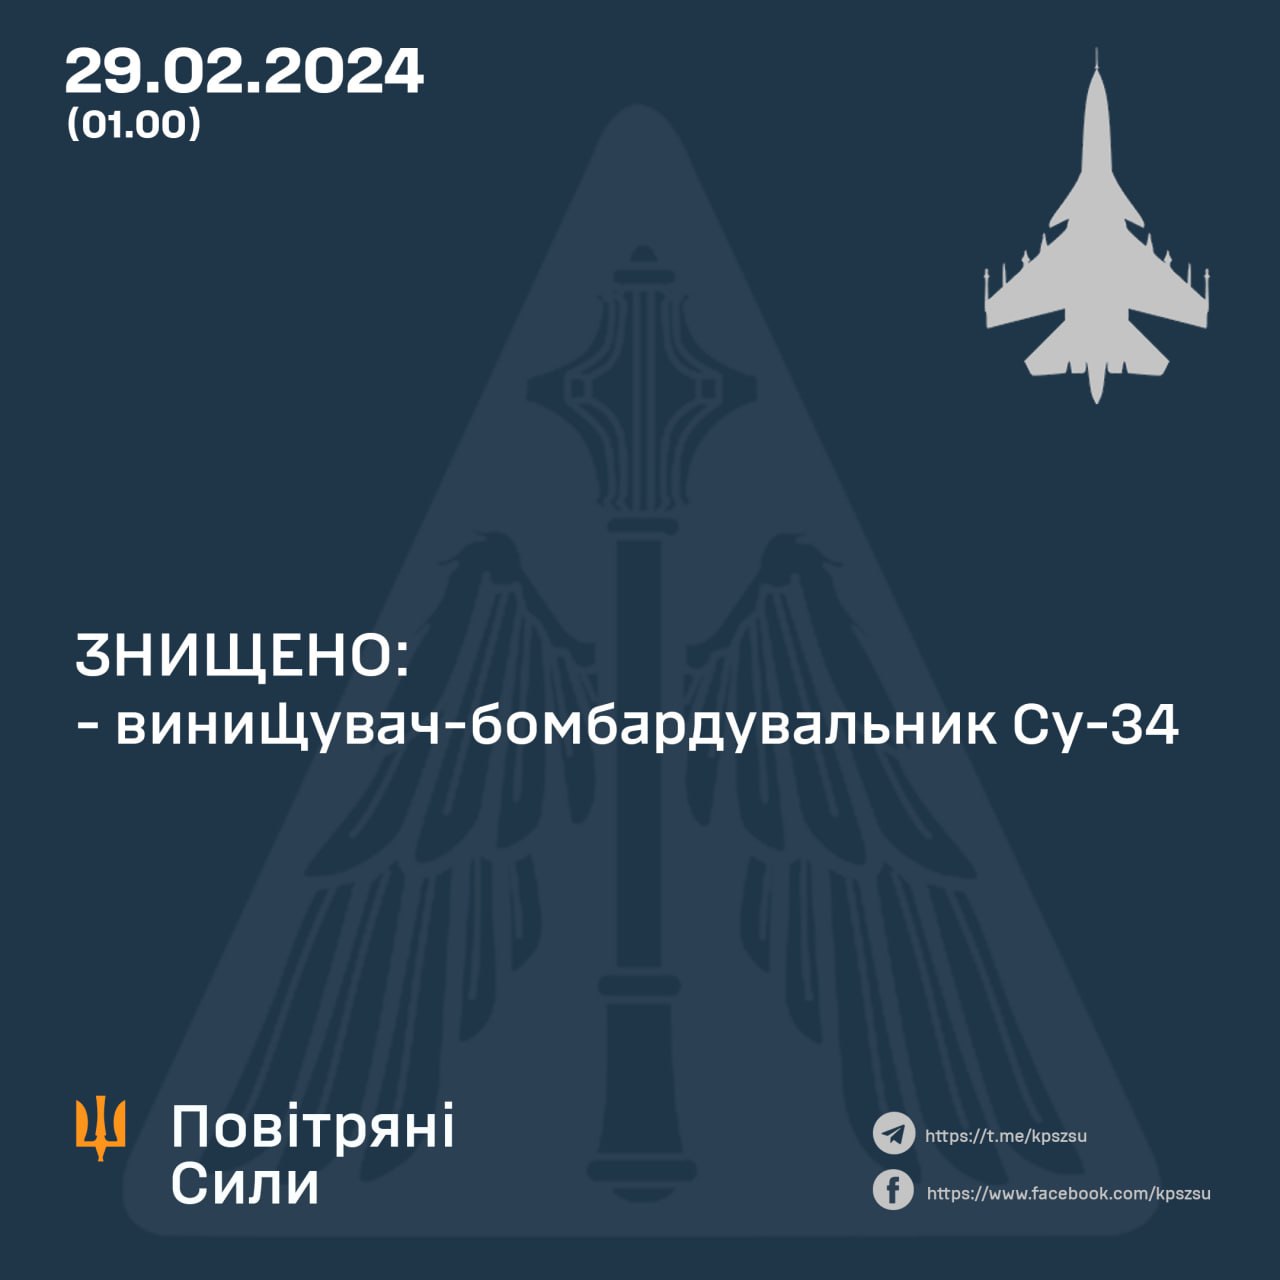 29.02.2024
(01.00)
ЗНИЩЕНО:
- винищувач-бомбардувальник Су-34
Повітряні
Сили
https://t.me/kpszsu
https://www.facebook.com/kpszsu